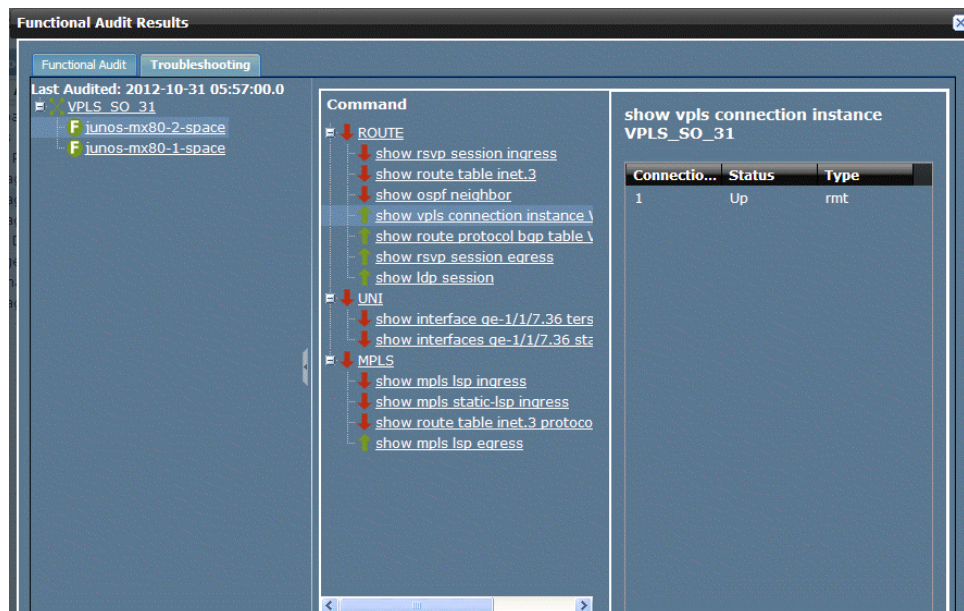 Functional Audit Results
Functional Audit
Troubleshooting
Last Audited: 2012-10-31 05:57:00.0
VPLS_SO_31
F junos-mx80-2-space
F junos-mx80-1-space
Command
ROUTE
show rsvp session ingress
show route table inet.3
show ospf neighbor
show vpls connection instance V
show route protocol bgp table V
show rsvp session egress
show ldp session
UNI
show interface ge-1/1/7.36 ters
show interfaces ge-1/1/7.36 sta
MPLS
show mpls lsp ingress
show mpls static-lsp ingress
show route table inet.3 protoco
show mpls lsp egress
show vpls connection instance
VPLS_SO_31
Connectio... Status Type
1 Up rmt